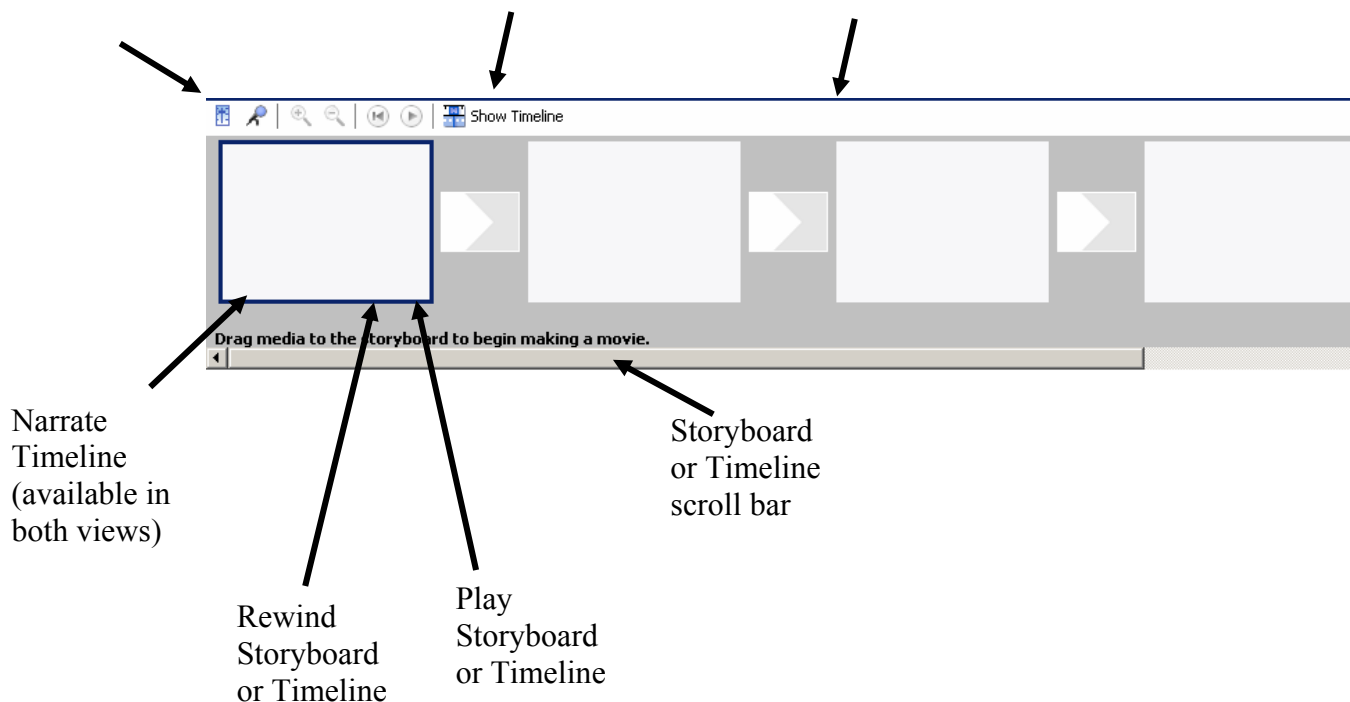 Show Timeline
Drag media to the storyboard to begin making a movie.
Narrate
Timeline
(available in
both views)
Storyboard
or Timeline
scroll bar
Rewind
Storyboard
or Timeline
Play
Storyboard
or Timeline